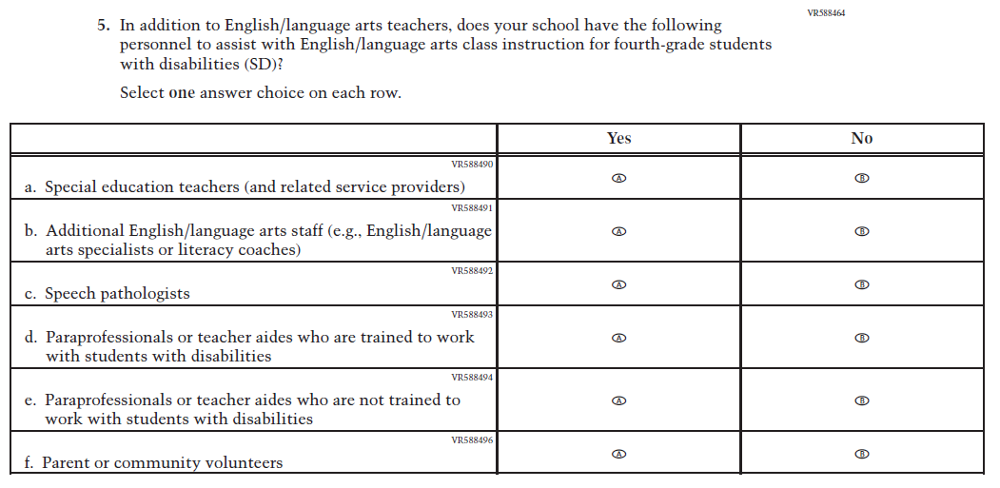 VR588464
5. In addition to English/language arts teachers, does your school have the following
personnel to assist with English/language arts class instruction for fourth-grade students
with disabilities (SD)?
Select one answer choice on each row.
Yes No
VR588490
a. Special education teachers (and related service providers) A B
VR588491
b. Additional English/language arts staff (e.g., English/language
arts specialists or literacy coaches) A B
VR588492
c. Speech pathologists A B
VR588493
d. Paraprofessionals or teacher aides who are trained to work
with students with disabilities A B
VR588494
e. Paraprofessionals or teacher aides who are not trained to
work with students with disabilities A B
VR588496
f. Parent or community volunteers A B